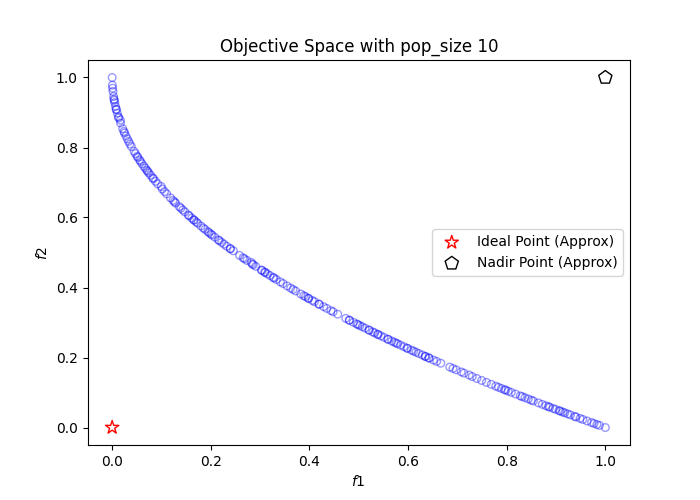 Objective Space with pop_size 10
1.0
0.8
0.6
0.4
0.2
0.0
f2
Ideal Point (Approx)
Nadir Point (Approx)
0.0 0.2 0.4 0.6 0.8 1.0
f1